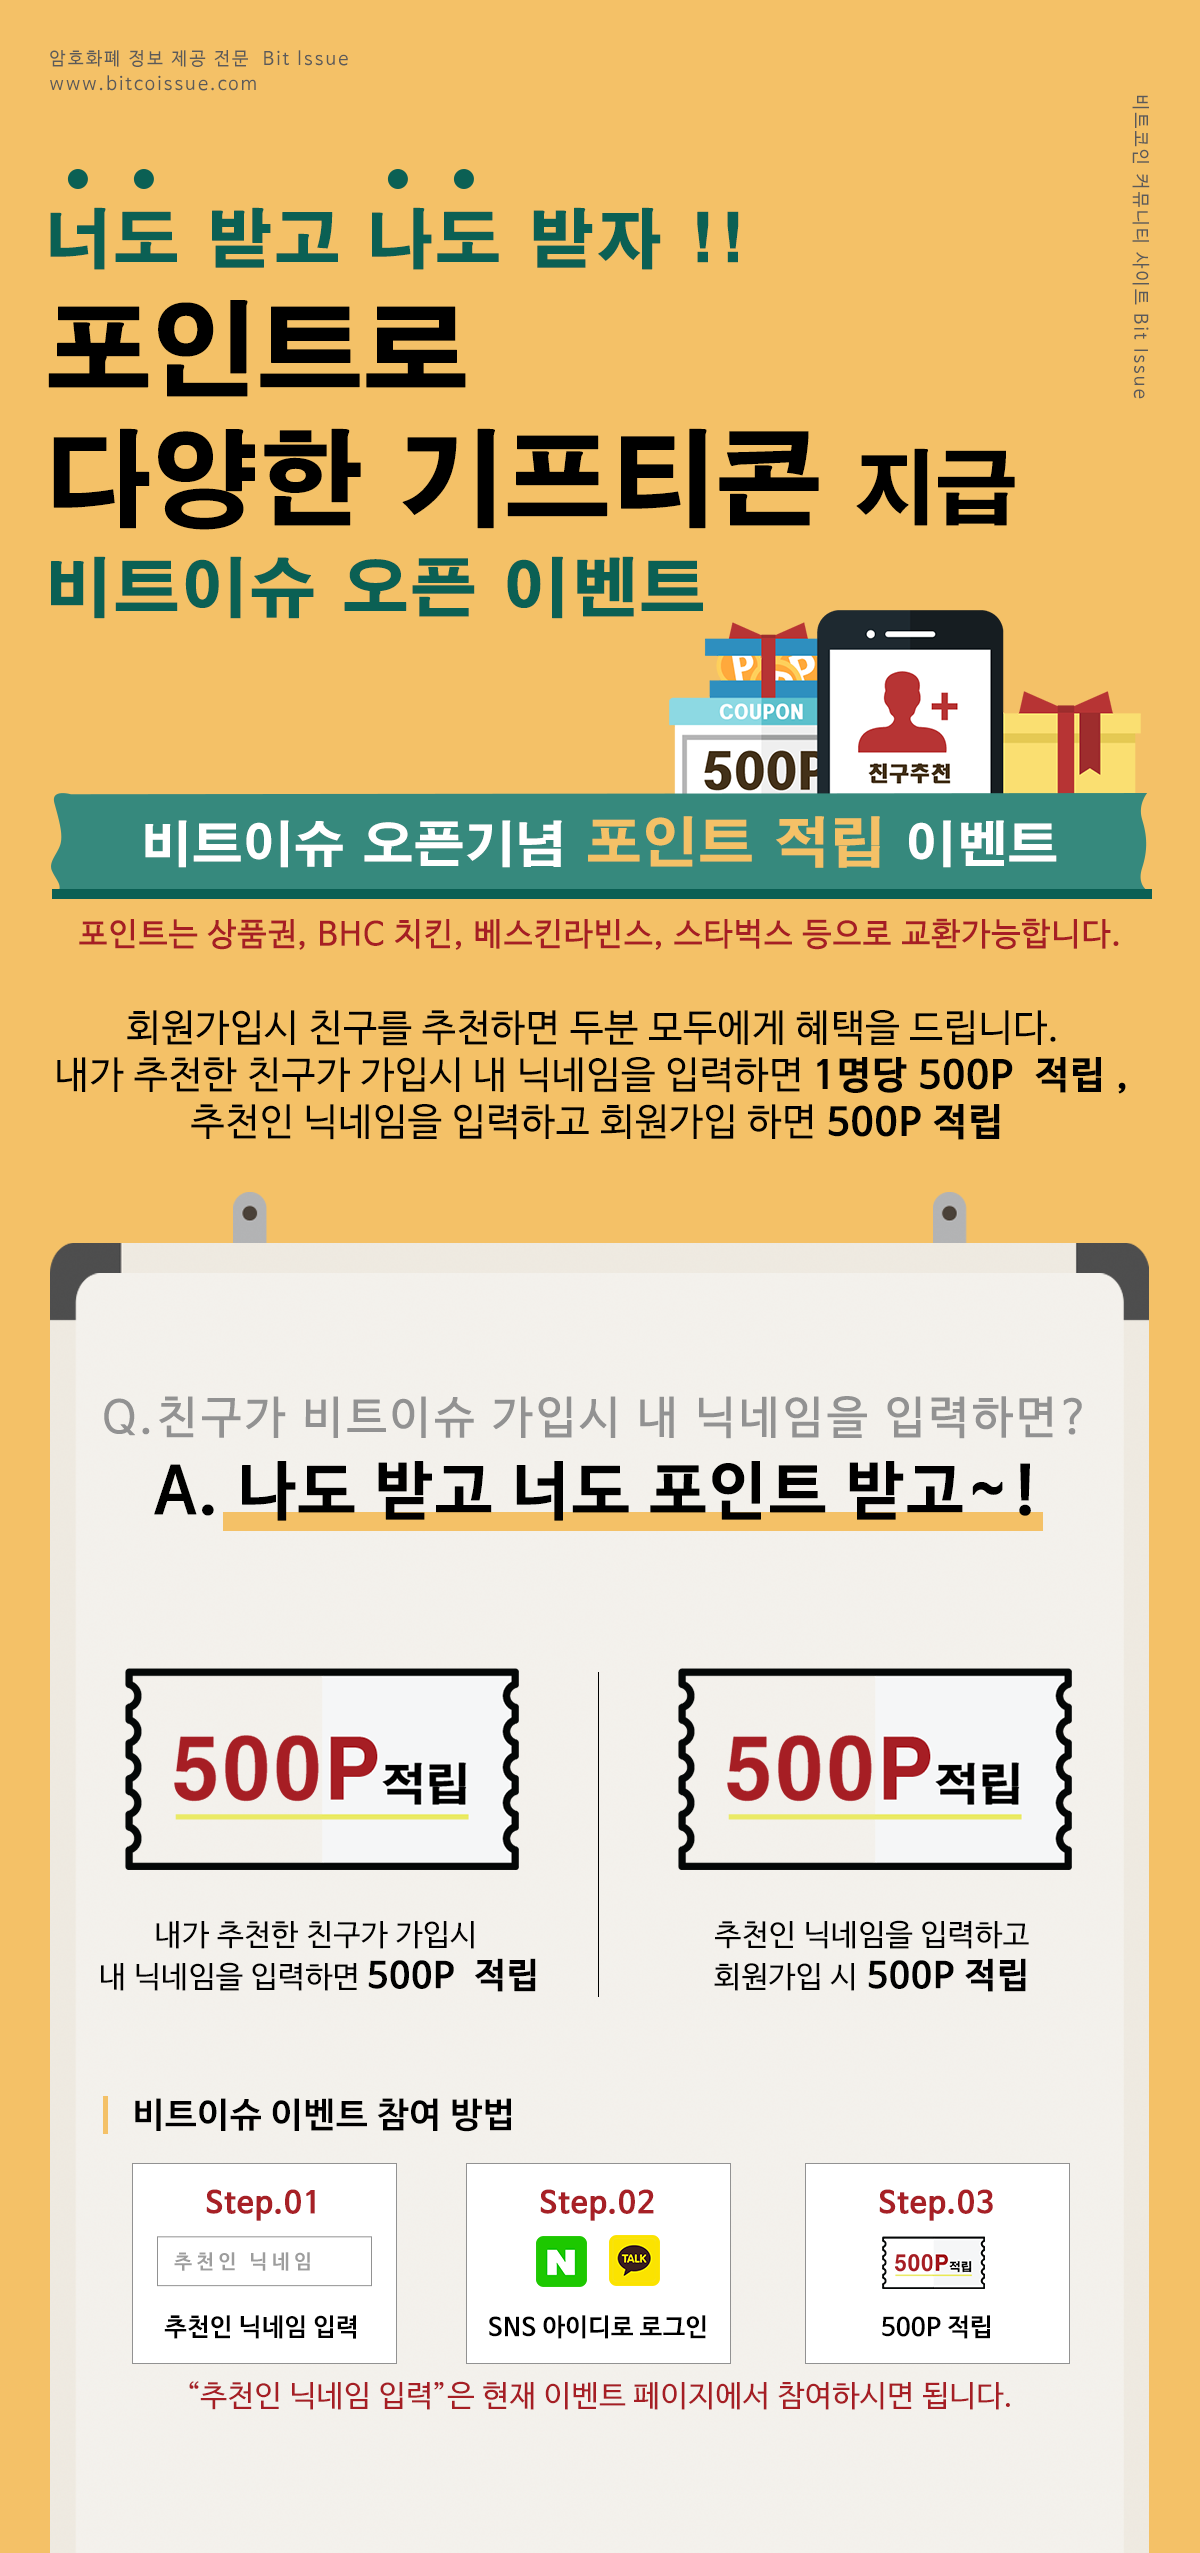 암호화폐 정보 제공 전문 Bit Issue
www.bitcoissue.com
비트코인 커뮤니티 사이트 Bit Issue
너도 받고 나도 받자 !!
포인트로
다양한 기프티콘 지급
비트이슈 오픈 이벤트
P P
COUPON
500P
친구추천
비트이슈 오픈기념 포인트 적립 이벤트
포인트는 상품권, BHC 치킨, 베스킨라빈스, 스타벅스 등으로 교환가능합니다.
회원가입시 친구를 추천하면 두분 모두에게 혜택을 드립니다.
내가 추천한 친구가 가입시 내 닉네임을 입력하면 1명당 500P 적립 ,
추천인 닉네임을 입력하고 회원가입 하면 500P 적립
Q.친구가 비트이슈 가입시 내 닉네임을 입력하면?
A. 나도 받고 너도 포인트 받고~!
500P적립
내가 추천한 친구가 가입시
내 닉네임을 입력하면 500P 적립
500P적립
추천인 닉네임을 입력하고
회원가입 시 500P 적립
비트이슈 이벤트 참여 방법
Step.01
추천인 닉네임
추천인 닉네임 입력
Step.02
N TALK
SNS 아이디로 로그인
Step.03
500P적립
500P 적립
“추천인 닉네임 입력”은 현재 이벤트 페이지에서 참여하시면 됩니다.